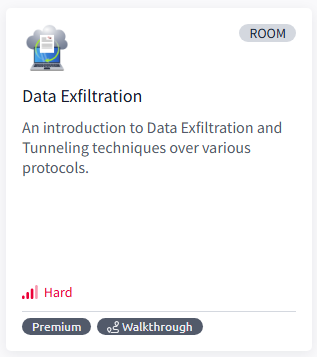 ROOM
Data Exfiltration
An introduction to Data Exfiltration and
Tunneling techniques over various
protocols.
Hard
Premium
Walkthrough